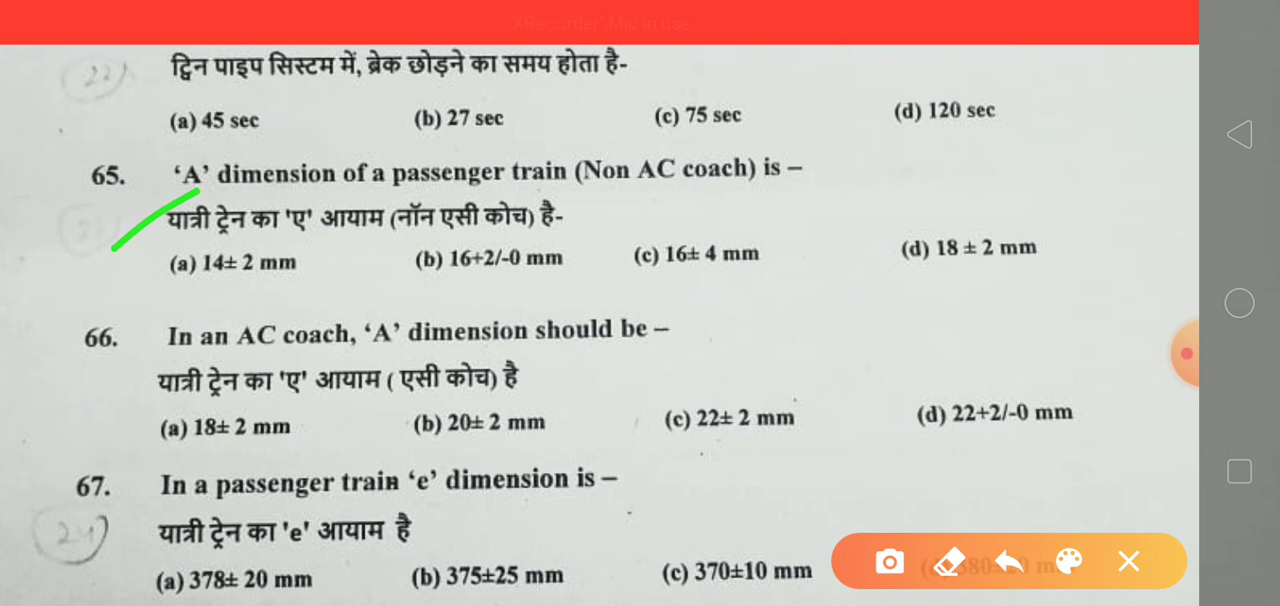 "XRecorder", Mic in use
22)
ट्विन पाइप सिस्टम में, ब्रेक छोड़ने का समय होता है-
(a) 45 sec (b) 27 sec (c) 75 sec (d) 120 sec
65. 'A' dimension of a passenger train (Non AC coach) is –
यात्री ट्रेन का 'ए' आयाम (नॉन एसी कोच) है-
(a) 14± 2 mm (b) 16+2/-0 mm (c) 16± 4 mm (d) 18 ± 2 mm
66. In an AC coach, 'A' dimension should be –
यात्री ट्रेन का 'ए' आयाम ( एसी कोच) है
(a) 18± 2 mm (b) 20± 2 mm (c) 22± 2 mm (d) 22+2/-0 mm
67. In a passenger train 'e' dimension is –
यात्री ट्रेन का 'e' आयाम है
24)
(a) 378± 20 mm (b) 375±25 mm (c) 370±10 mm